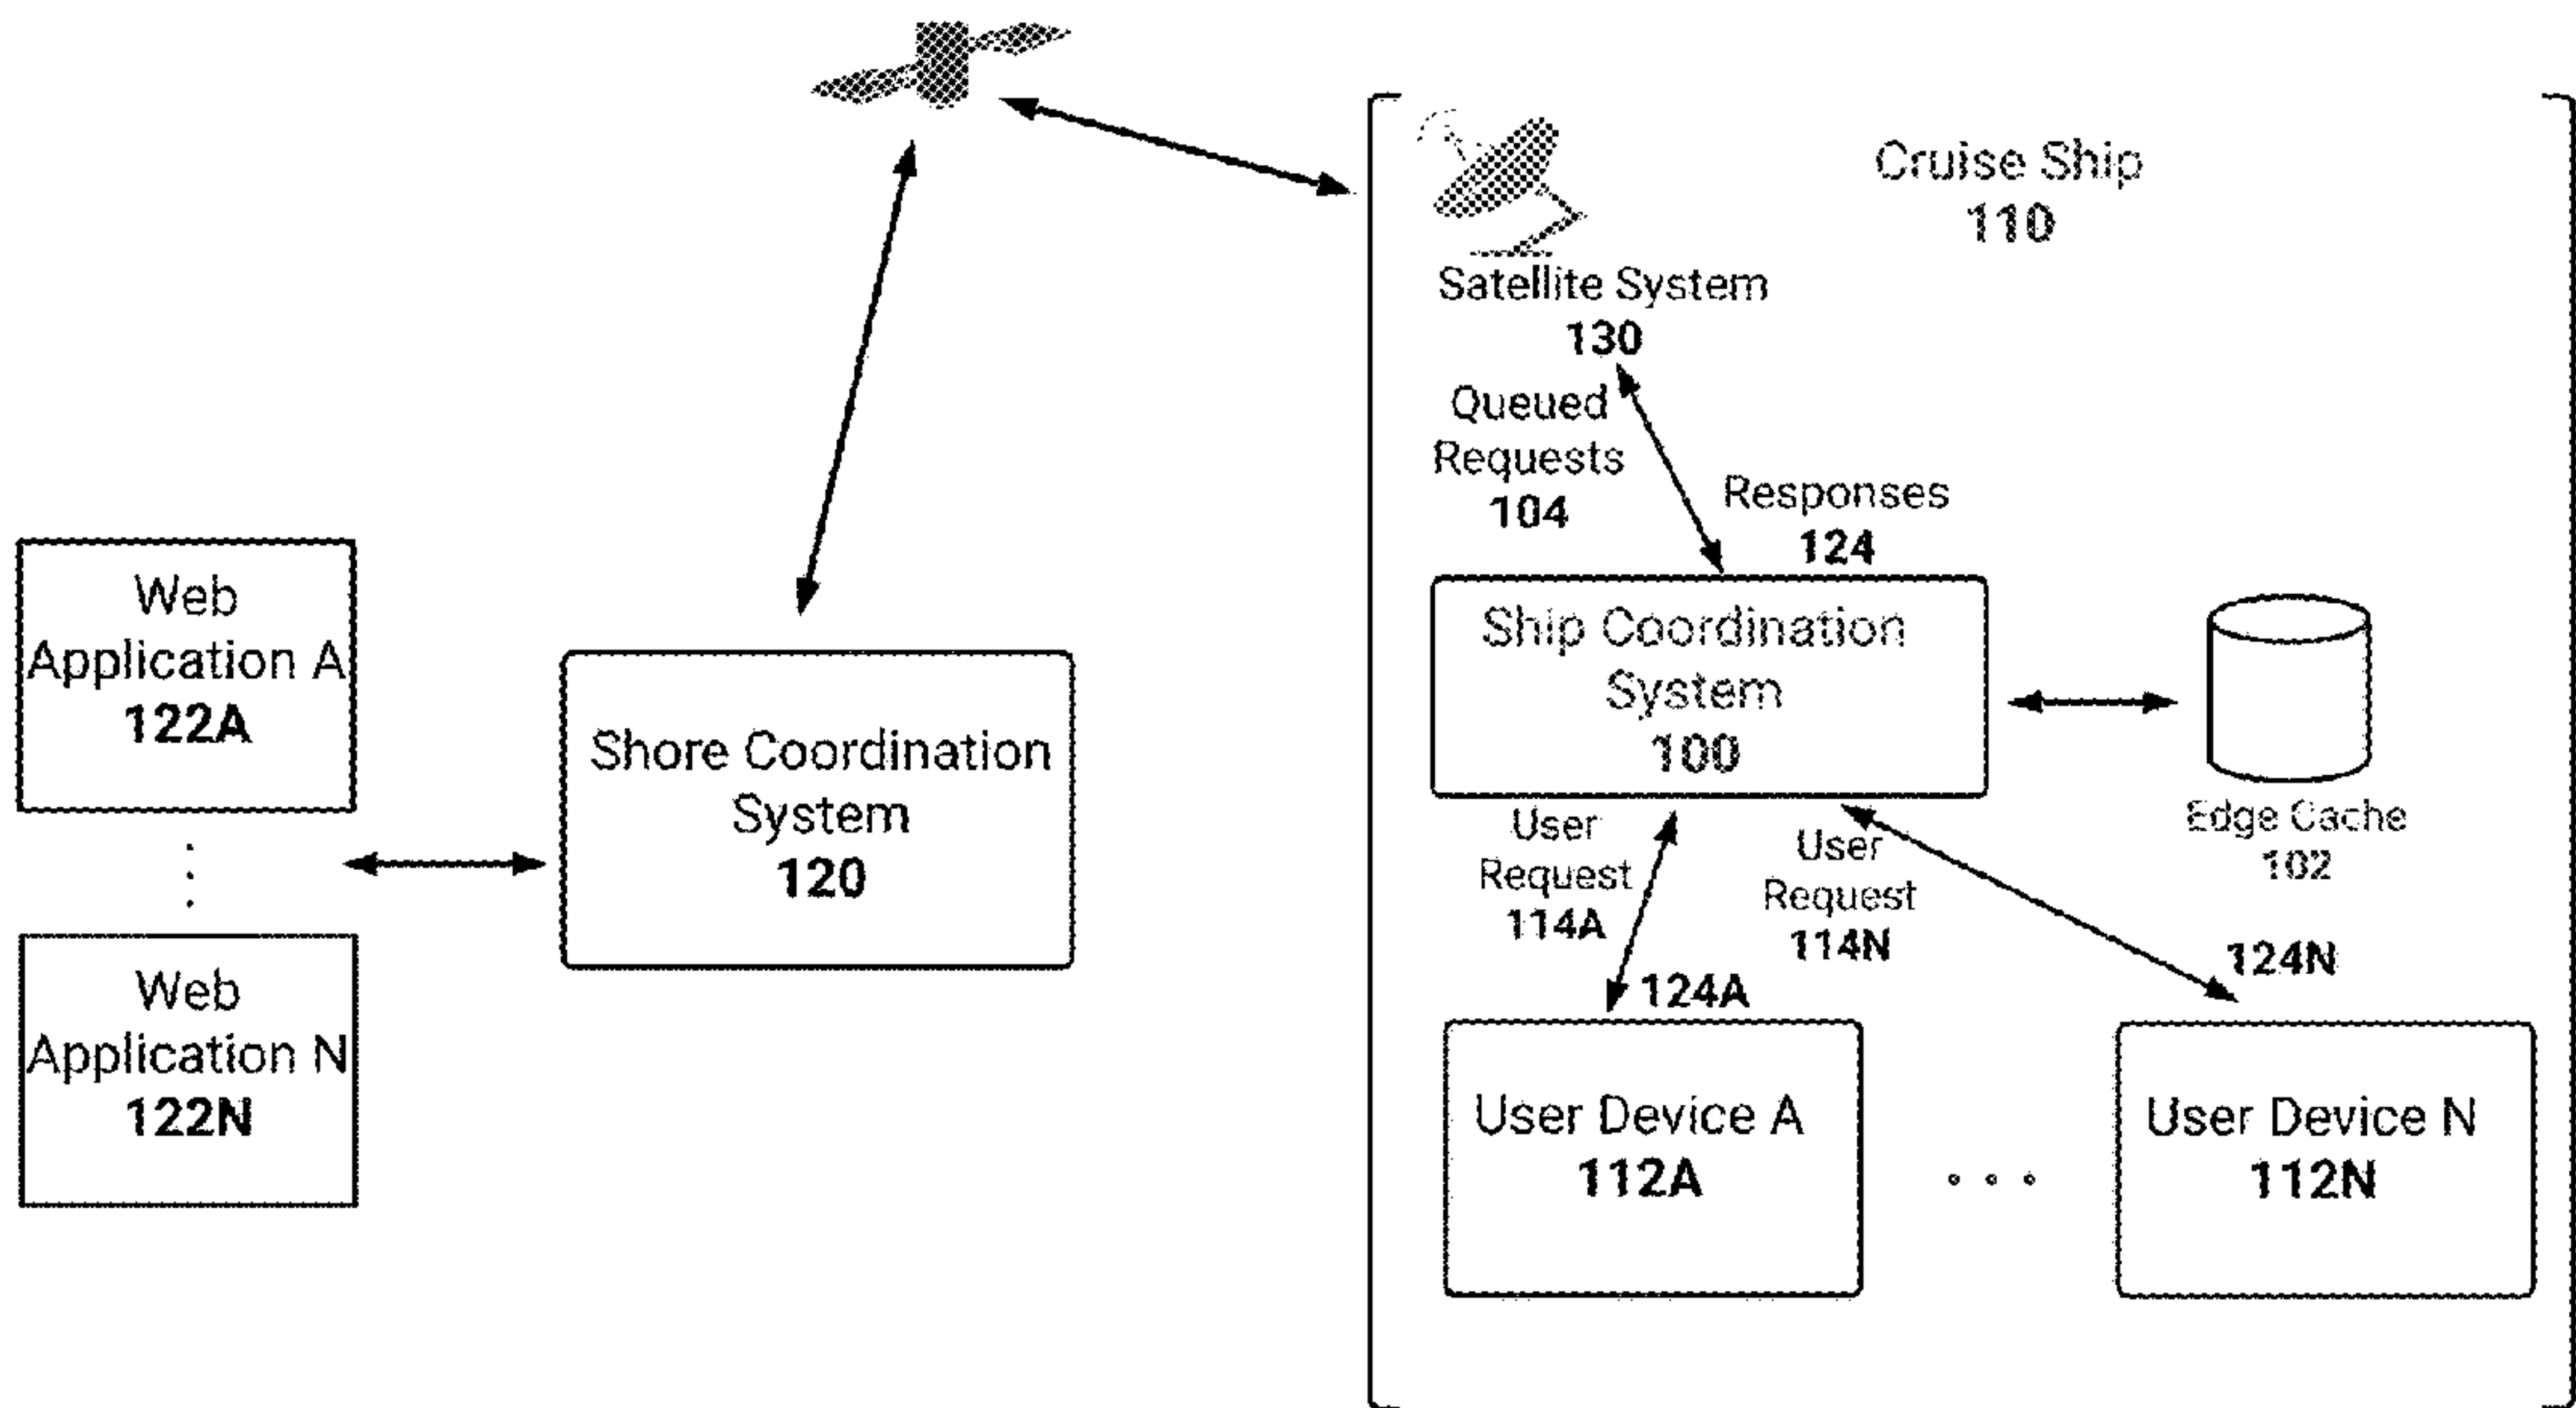 Cruise Ship
110
Satellite System
130
Queued
Requests
104
Responses
124
Web
Application A
122A
Shore Coordination
System
120
Web
Application N
122N
Ship Coordination
System
100
Edge Cache
102
User
Request
114A
User
Request
114N
124A
124N
User Device A
112A
User Device N
112N